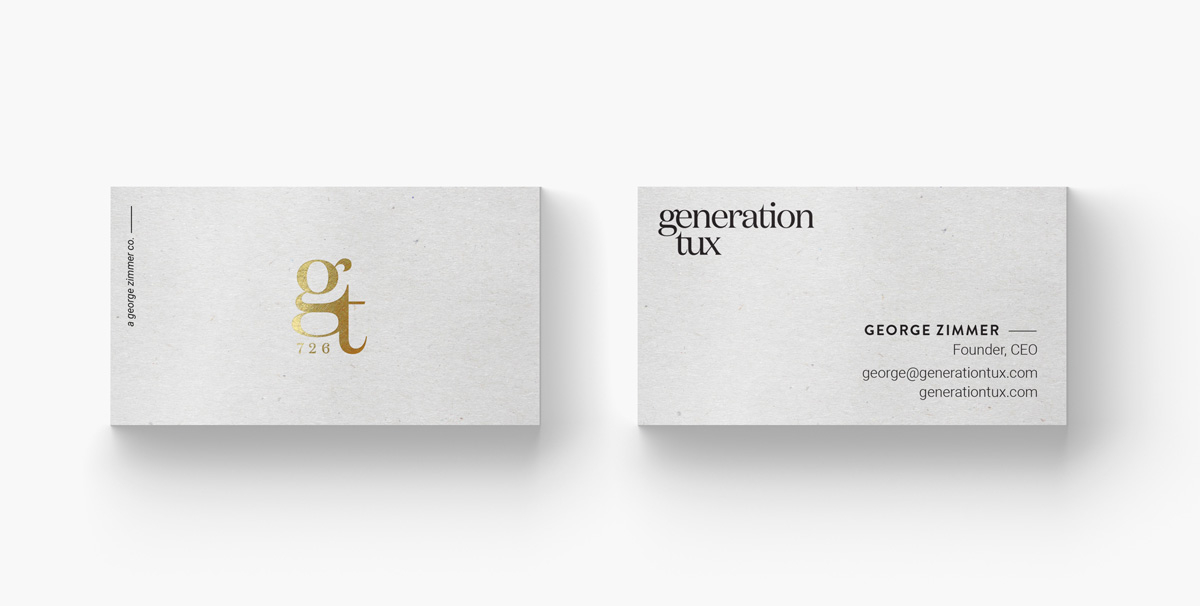 a george zimmer co.
gt
726
generation
tux
GEORGE ZIMMER
Founder, CEO
george@generationtux.com
generationtux.com